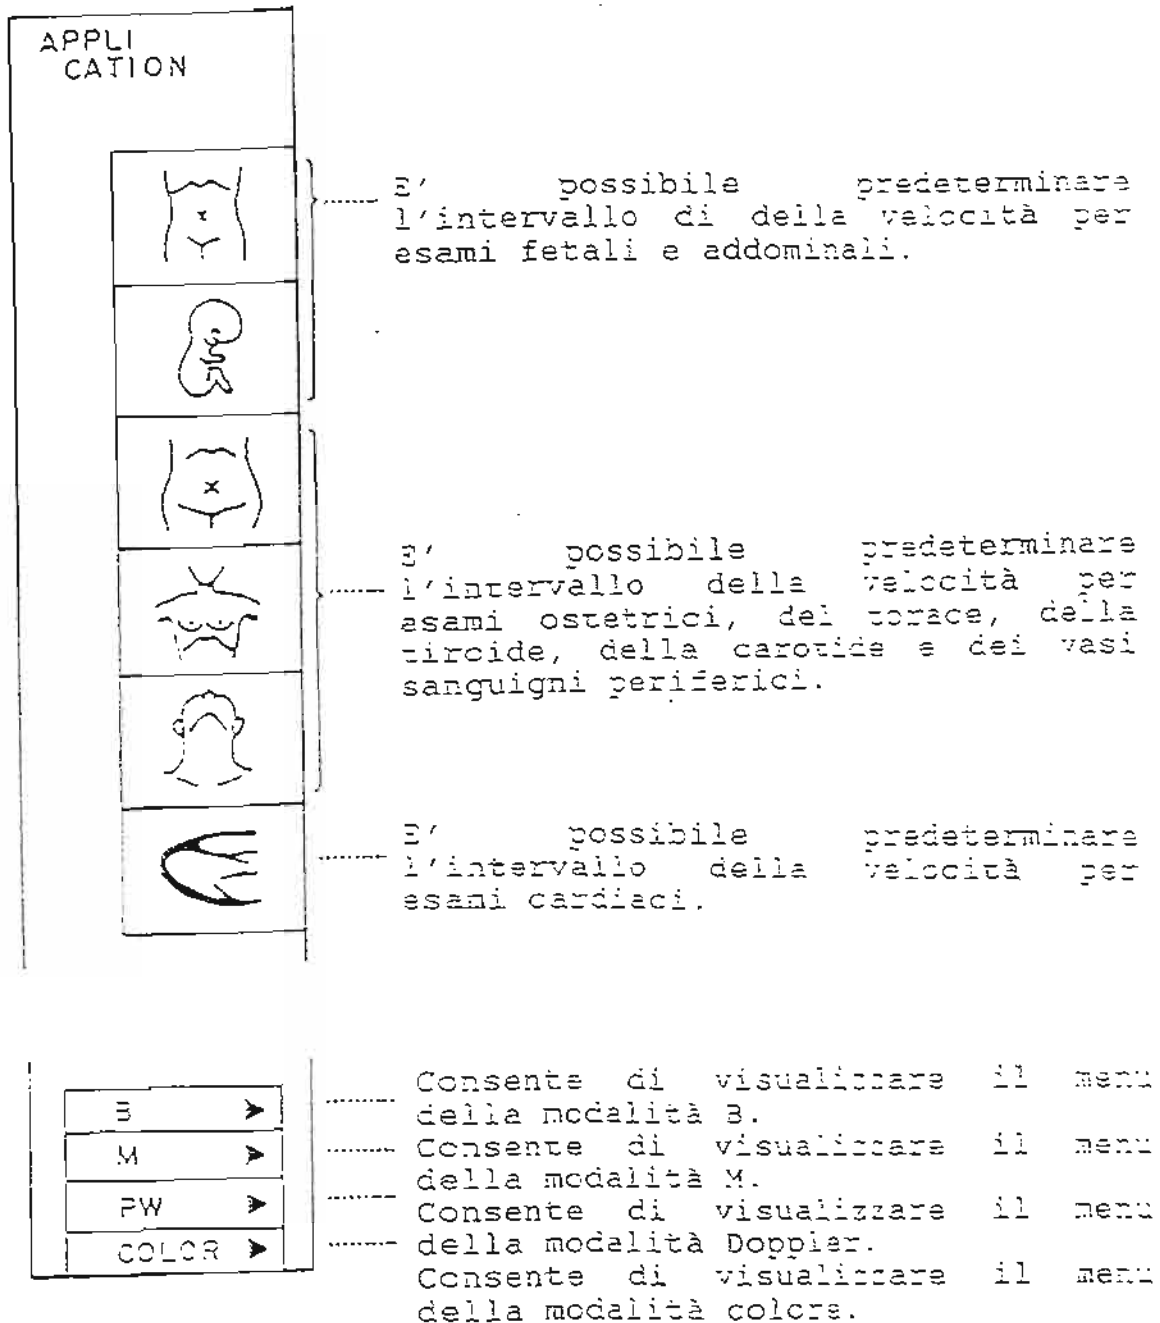 APPLI
CATION
E' possibile predeterminare
l'intervallo di della velocità per
esami fetali e addominali.
E' possibile predeterminare
l'intervallo della velocità per
esami ostetrici, del torace, della
tiroide, della carotide e dei vasi
sanguigni periferici.
E' possibile predeterminare
l'intervallo della velocità per
esami cardiaci.
B
Consente di visualizzare il menu
della modalità B.
M
Consente di visualizzare il menu
della modalità M.
PW
Consente di visualizzare il menu
della modalità Doppler.
COLOR
Consente di visualizzare il menu
della modalità colore.